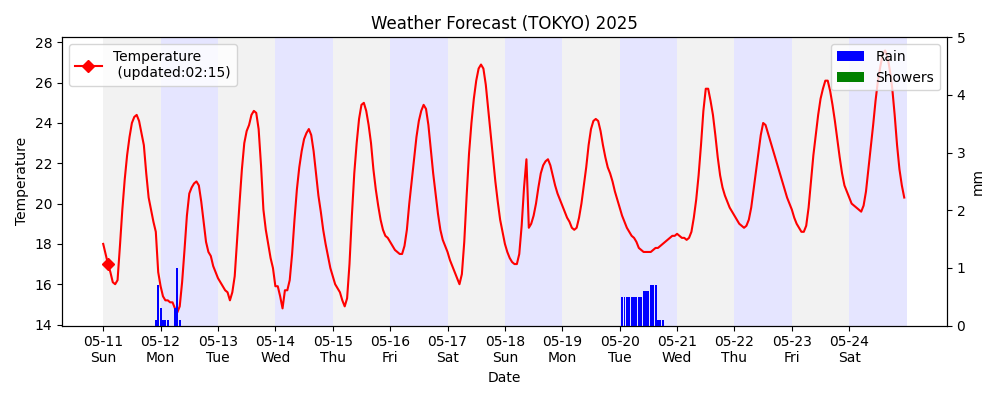 Weather Forecast (TOKYO) 2025
Temperature
(updated:02:15)
Rain
Showers
Temperature
28
26
24
22
20
18
16
14
5
4
3
2
1
0
mm
05-11 05-12 05-13 05-14 05-15 05-16 05-17 05-18 05-19 05-20 05-21 05-22 05-23 05-24
Sun Mon Tue Wed Thu Fri Sat Sun Mon Tue Wed Thu Fri Sat
Date